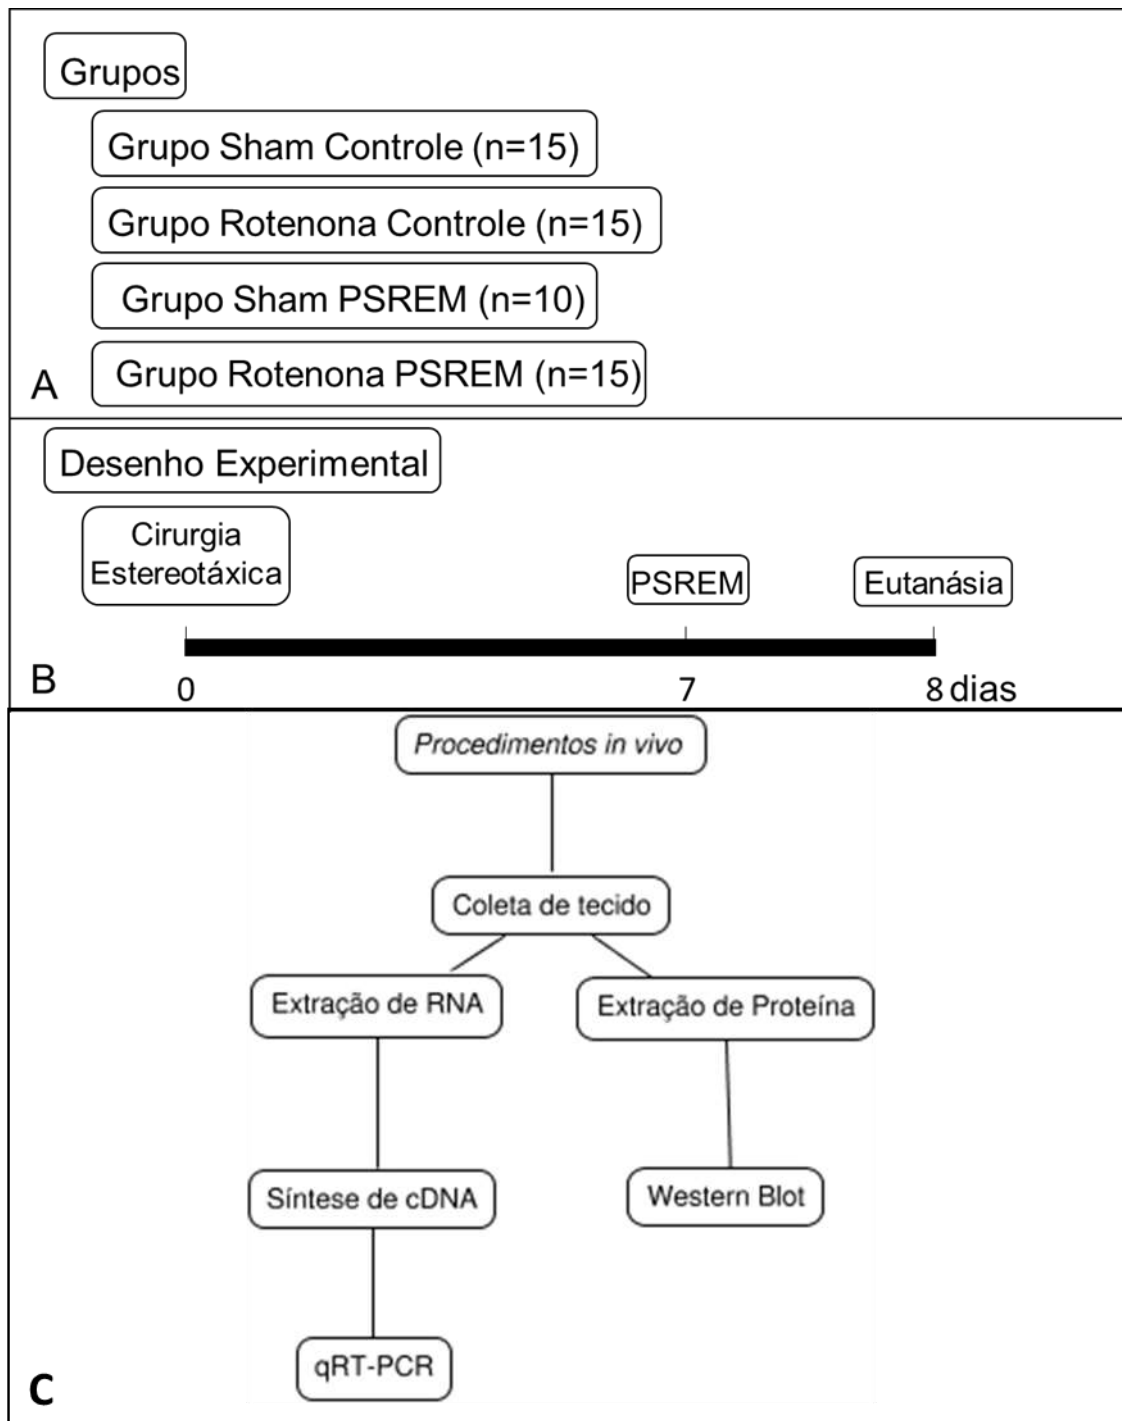 Grupos
Grupo Sham Controle (n=15)
Grupo Rotenona Controle (n=15)
Grupo Sham PSREM (n=10)
Grupo Rotenona PSREM (n=15)
A
Desenho Experimental
Cirurgia
Estereotáxica
PSREM
Eutanásia
B
0 7 8 dias
Procedimentos in vivo
Coleta de tecido
Extração de RNA
Extração de Proteína
Síntese de cDNA
Western Blot
qRT-PCR
C